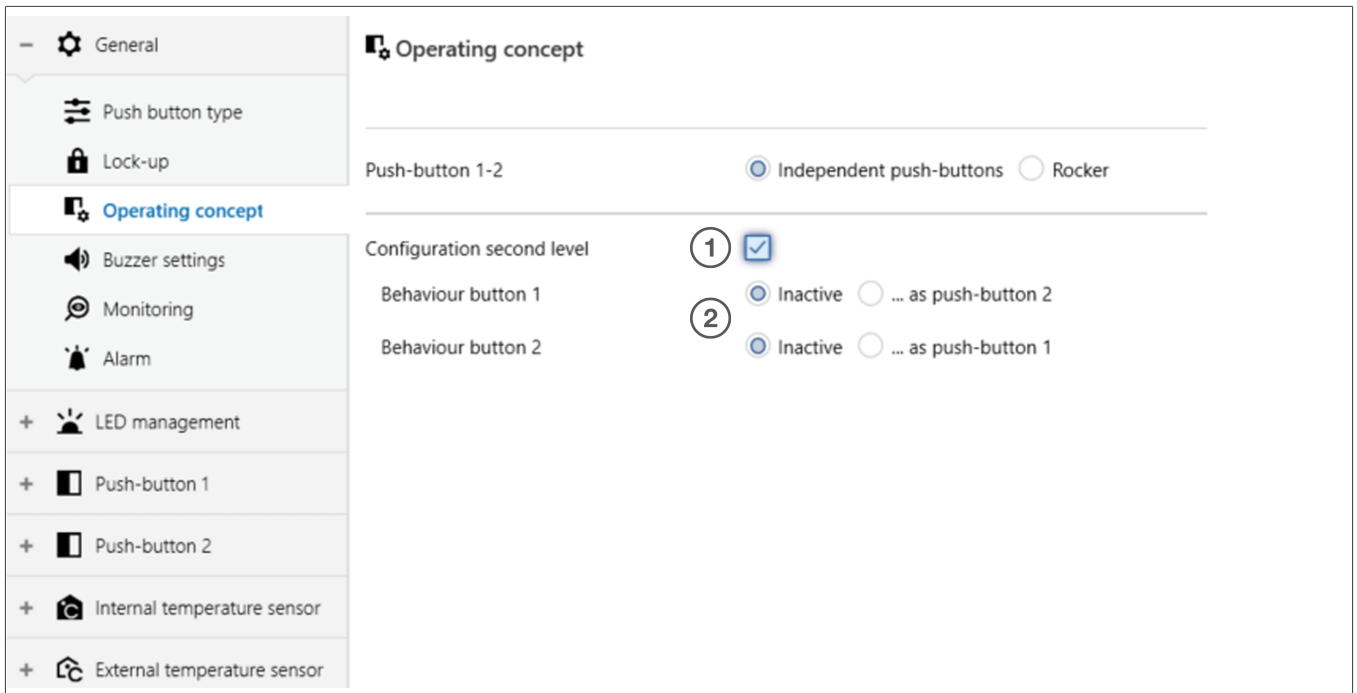 General
Push button type
Lock-up
Operating concept
Buzzer settings
Monitoring
Alarm
LED management
Push-button 1
Push-button 2
Internal temperature sensor
External temperature sensor
Operating concept
Push-button 1-2 Independent push-buttons Rocker
Configuration second level 1
Behaviour button 1 Inactive ... as push-button 2
2
Behaviour button 2 Inactive ... as push-button 1